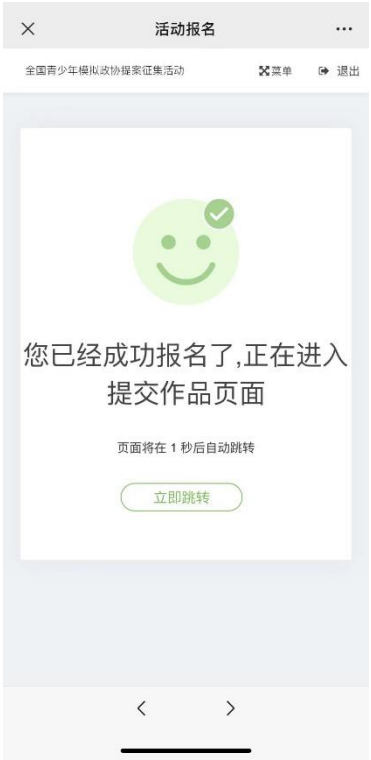 活动报名
全国青少年模拟政协提案征集活动 菜单 退出
您已经成功报名了,正在进入
提交作品页面
页面将在 1 秒后自动跳转
立即跳转